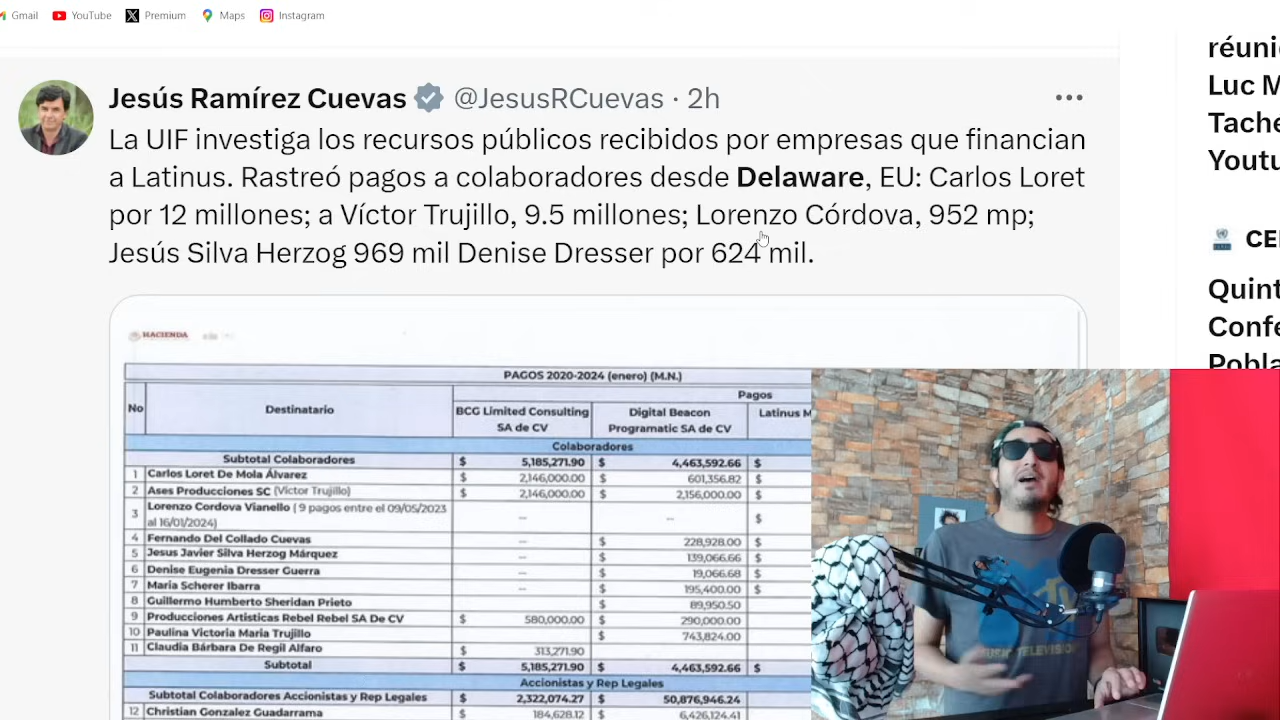 Gmail YouTube Premium Maps Instagram
Jesús Ramírez Cuevas @JesusRCuevas · 2h
La UIF investiga los recursos públicos recibidos por empresas que financian
a Latinus. Rastreó pagos a colaboradores desde Delaware, EU: Carlos Loret
por 12 millones; a Víctor Trujillo, 9.5 millones; Lorenzo Córdova, 952 mp;
Jesús Silva Herzog 969 mil Denise Dresser por 624 mil.
HACIENDA
PAGOS 2020-2024 (enero) (M.N.)
No Destinatario Pagos
BCG Limited Consulting SA de CV
Digital Beacon Programatic SA de CV
Latinus M
Colaboradores
Subtotal Colaboradores $ 5,185,271.90 $ 4,463,592.66 $
1 Carlos Loret De Mola Álvarez $ 2,146,000.00 $ 601,356.82 $
2 Ases Producciones SC (Víctor Trujillo) $ 2,146,000.00 $ 2,156,000.00 $
3 Lorenzo Cordova Vianello ( 9 pagos entre el 09/05/2023
al 16/01/2024) -- -- $
4 Fernando Del Collado Cuevas -- $ 228,928.00 $
5 Jesus Javier Silva Herzog Márquez -- $ 139,066.66 $
6 Denise Eugenia Dresser Guerra -- $ 19,066.68 $
7 Maria Scherer Ibarra -- $ 195,400.00 $
8 Guillermo Humberto Sheridan Prieto $ 89,950.50
9 Producciones Artisticas Rebel Rebel SA De CV $ 580,000.00 $ 290,000.00
10 Paulina Victoria Maria Trujillo $ 743,824.00
11 Claudia Bárbara De Regil Alfaro $ 313,271.90
Subtotal $ 5,185,271.90 $ 4,463,592.66 $
Accionistas y Rep Legales
Subtotal Colaboradores Accionistas y Rep Legales $ 2,322,074.27 $ 50,876,946.24
12 Christian Gonzalez Guadarrama $ 184,628.12 $ 6,426,124.41
réuni
Luc M
Tache
Youtu
CE
Quint
Confe
Pobla
MUSIC TELEVISION